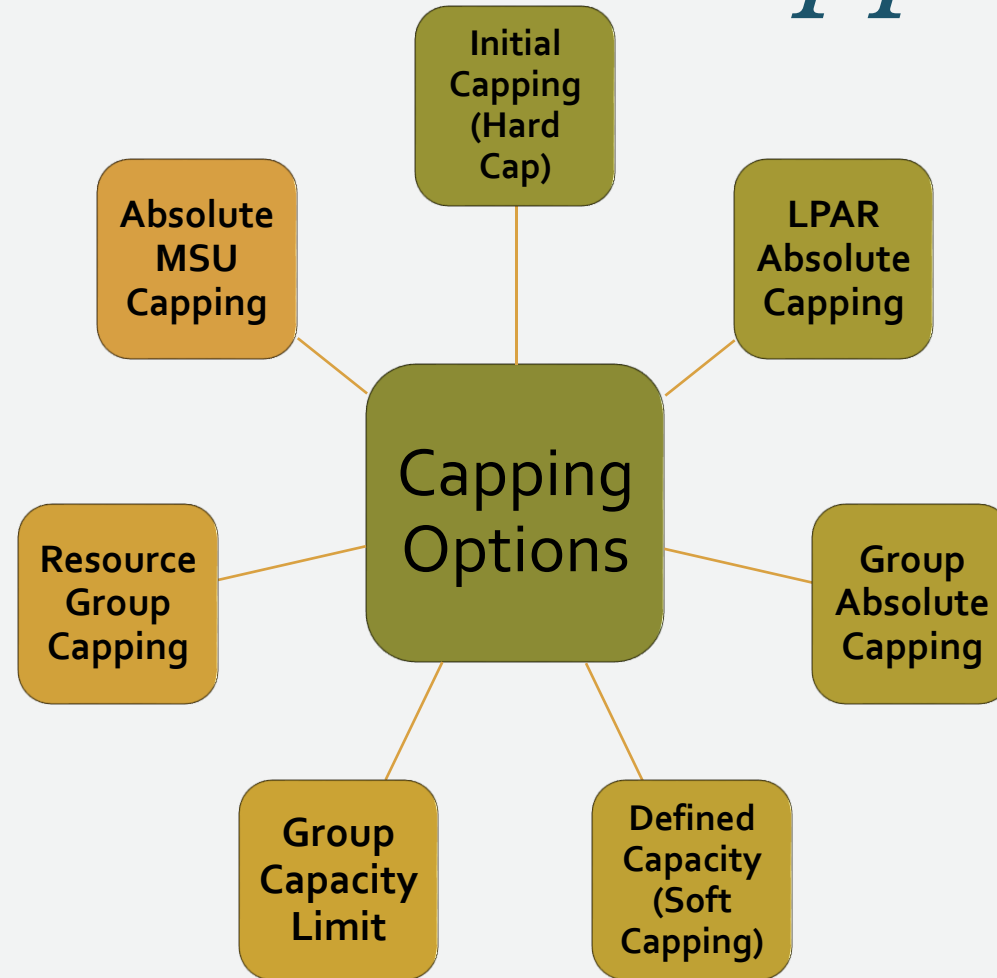 Initial
Capping
(Hard
Cap)
LPAR
Absolute
Capping
Group
Absolute
Capping
Defined
Capacity
(Soft
Capping)
Group
Capacity
Limit
Resource
Group
Capping
Absolute
MSU
Capping
Capping
Options